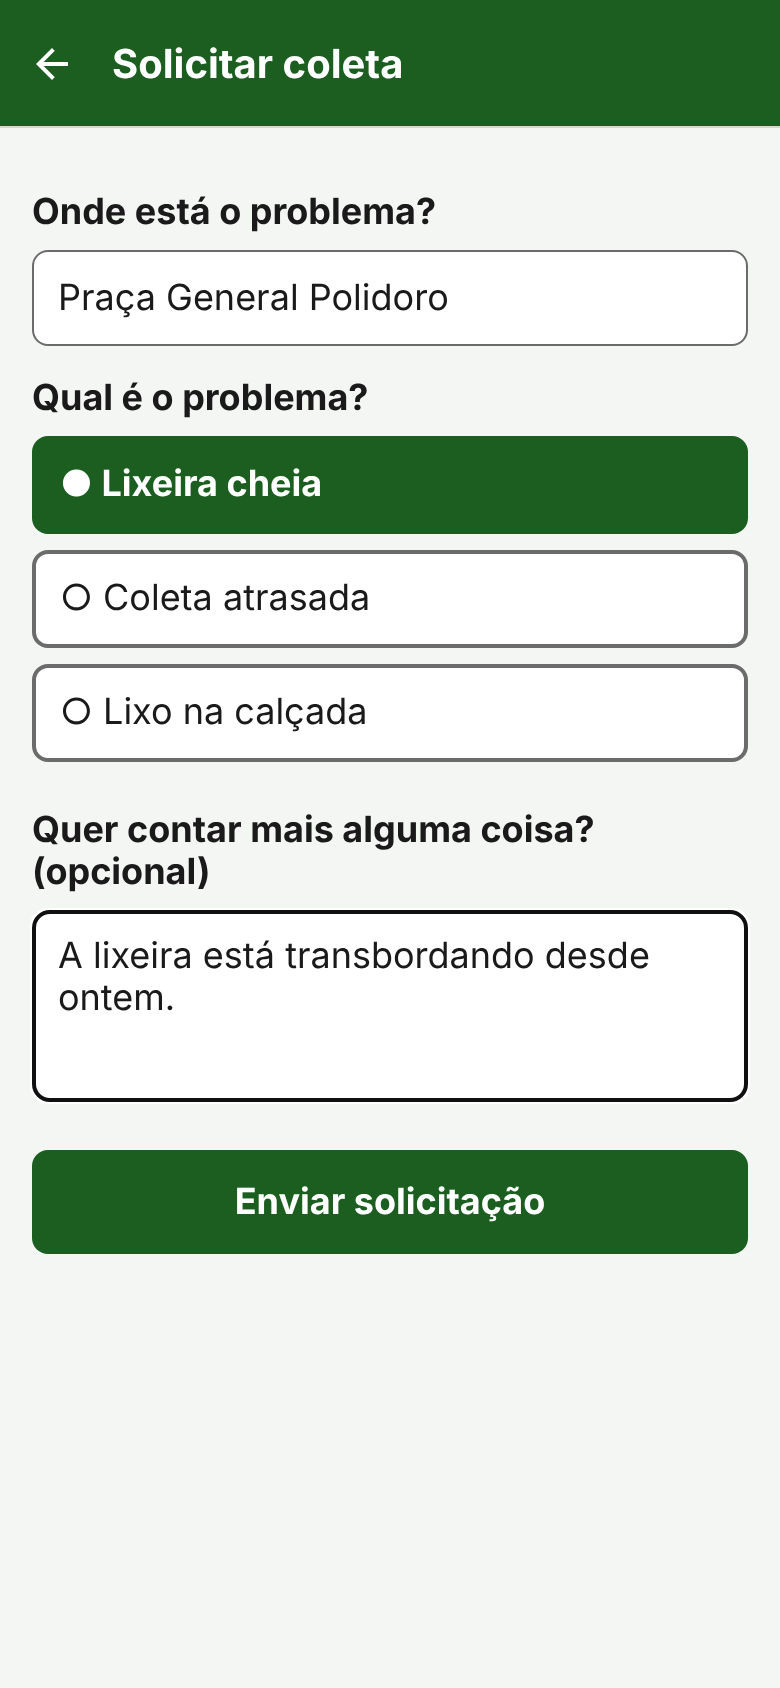 Solicitar coleta
Onde está o problema?
Praça General Polidoro
Qual é o problema?
Lixeira cheia
Coleta atrasada
Lixo na calçada
Quer contar mais alguma coisa?
(opcional)
A lixeira está transbordando desde
ontem.
Enviar solicitação